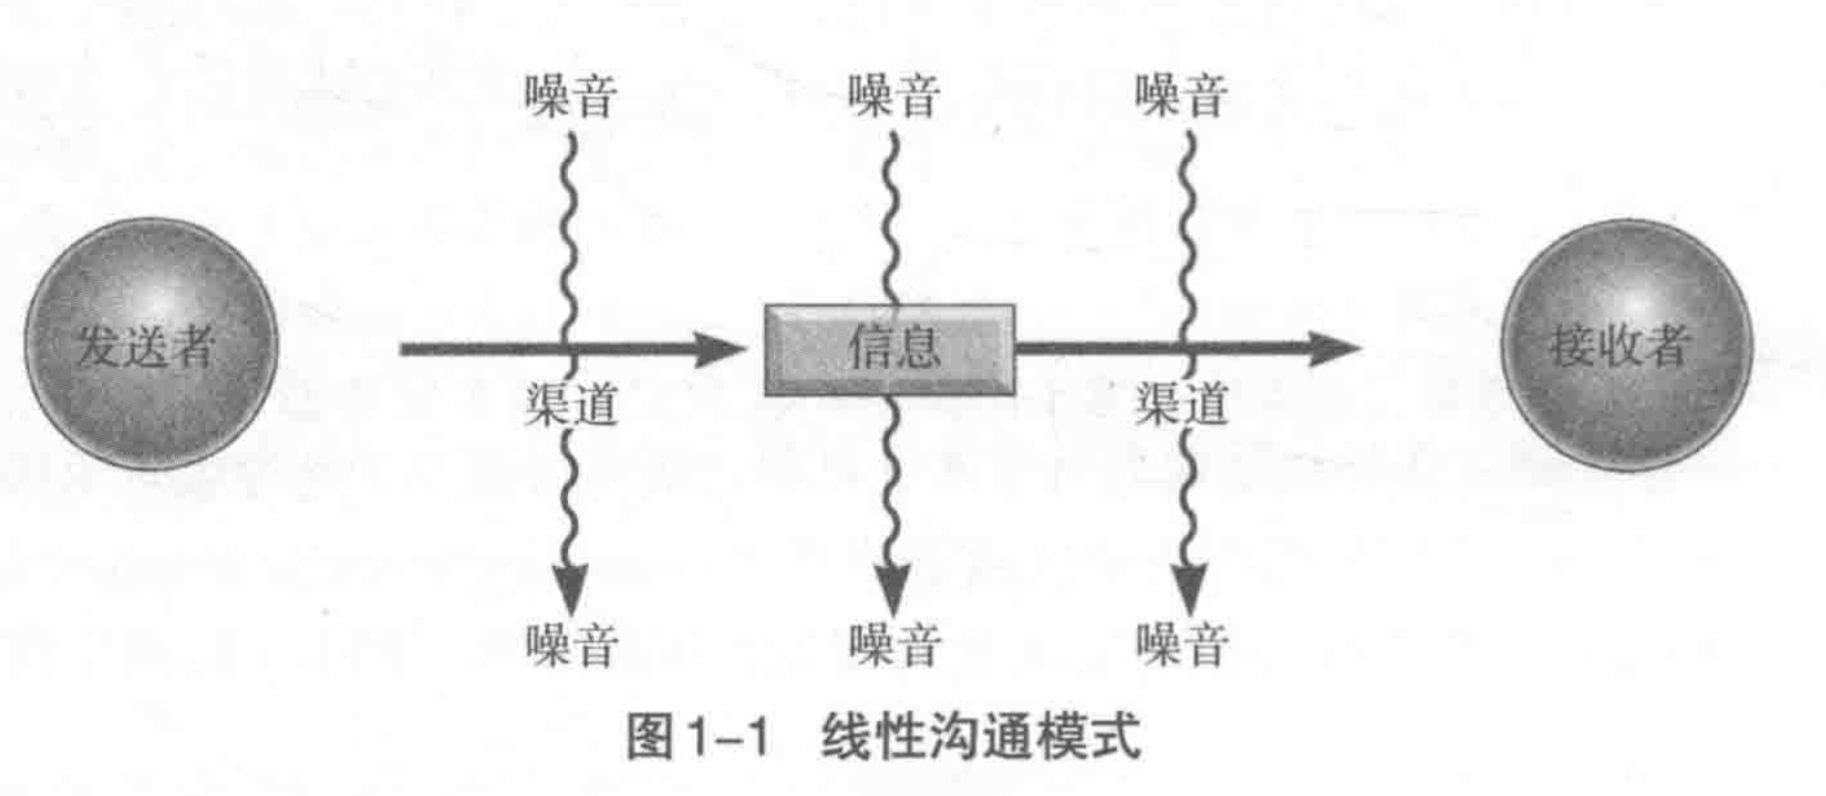 噪音 噪音 噪音
发送者 信息 接收者
渠道 渠道
噪音 噪音 噪音
图1-1 线性沟通模式